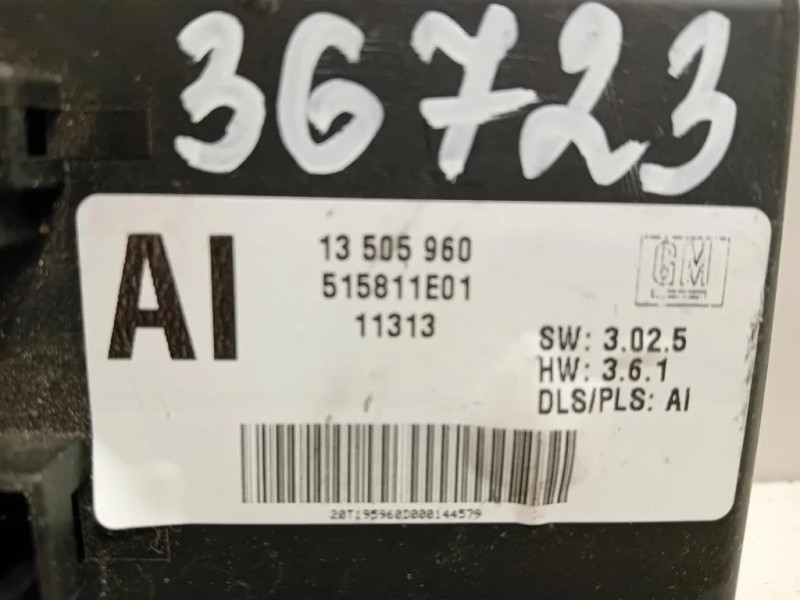 36723
AI
13 505 960
515811E01
11313
GM
SW: 3.02.5
HW: 3.6.1
DLS/PLS: AI
20T195960D000144579